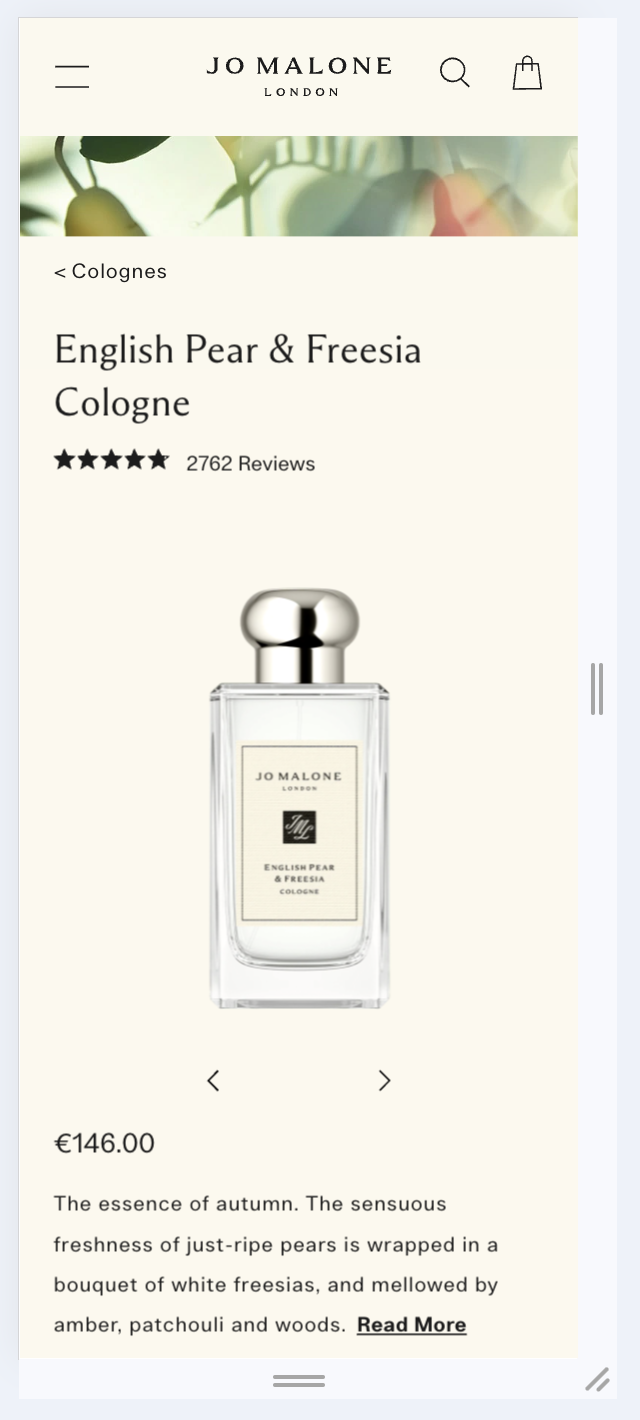 JO MALONE
LONDON
< Colognes
English Pear & Freesia
Cologne
2762 Reviews
JO MALONE
LONDON
JML
ENGLISH PEAR
& FREESIA
COLOGNE
€146.00
The essence of autumn. The sensuous
freshness of just-ripe pears is wrapped in a
bouquet of white freesias, and mellowed by
amber, patchouli and woods. Read More